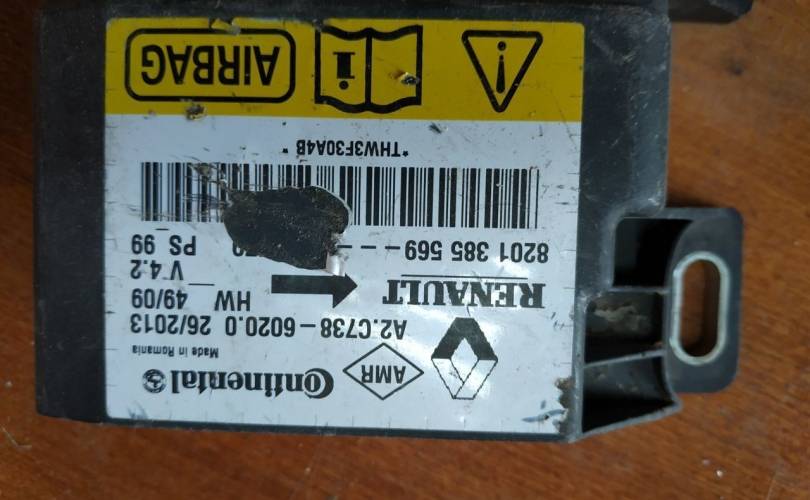 AMR Continental
Made in Romania
A2.C738-6020.0 26/2013
RENAULT HW 49/09
V 4.2
8201 385 569---- PS 99
*THW3F30A4B*
AIRBAG